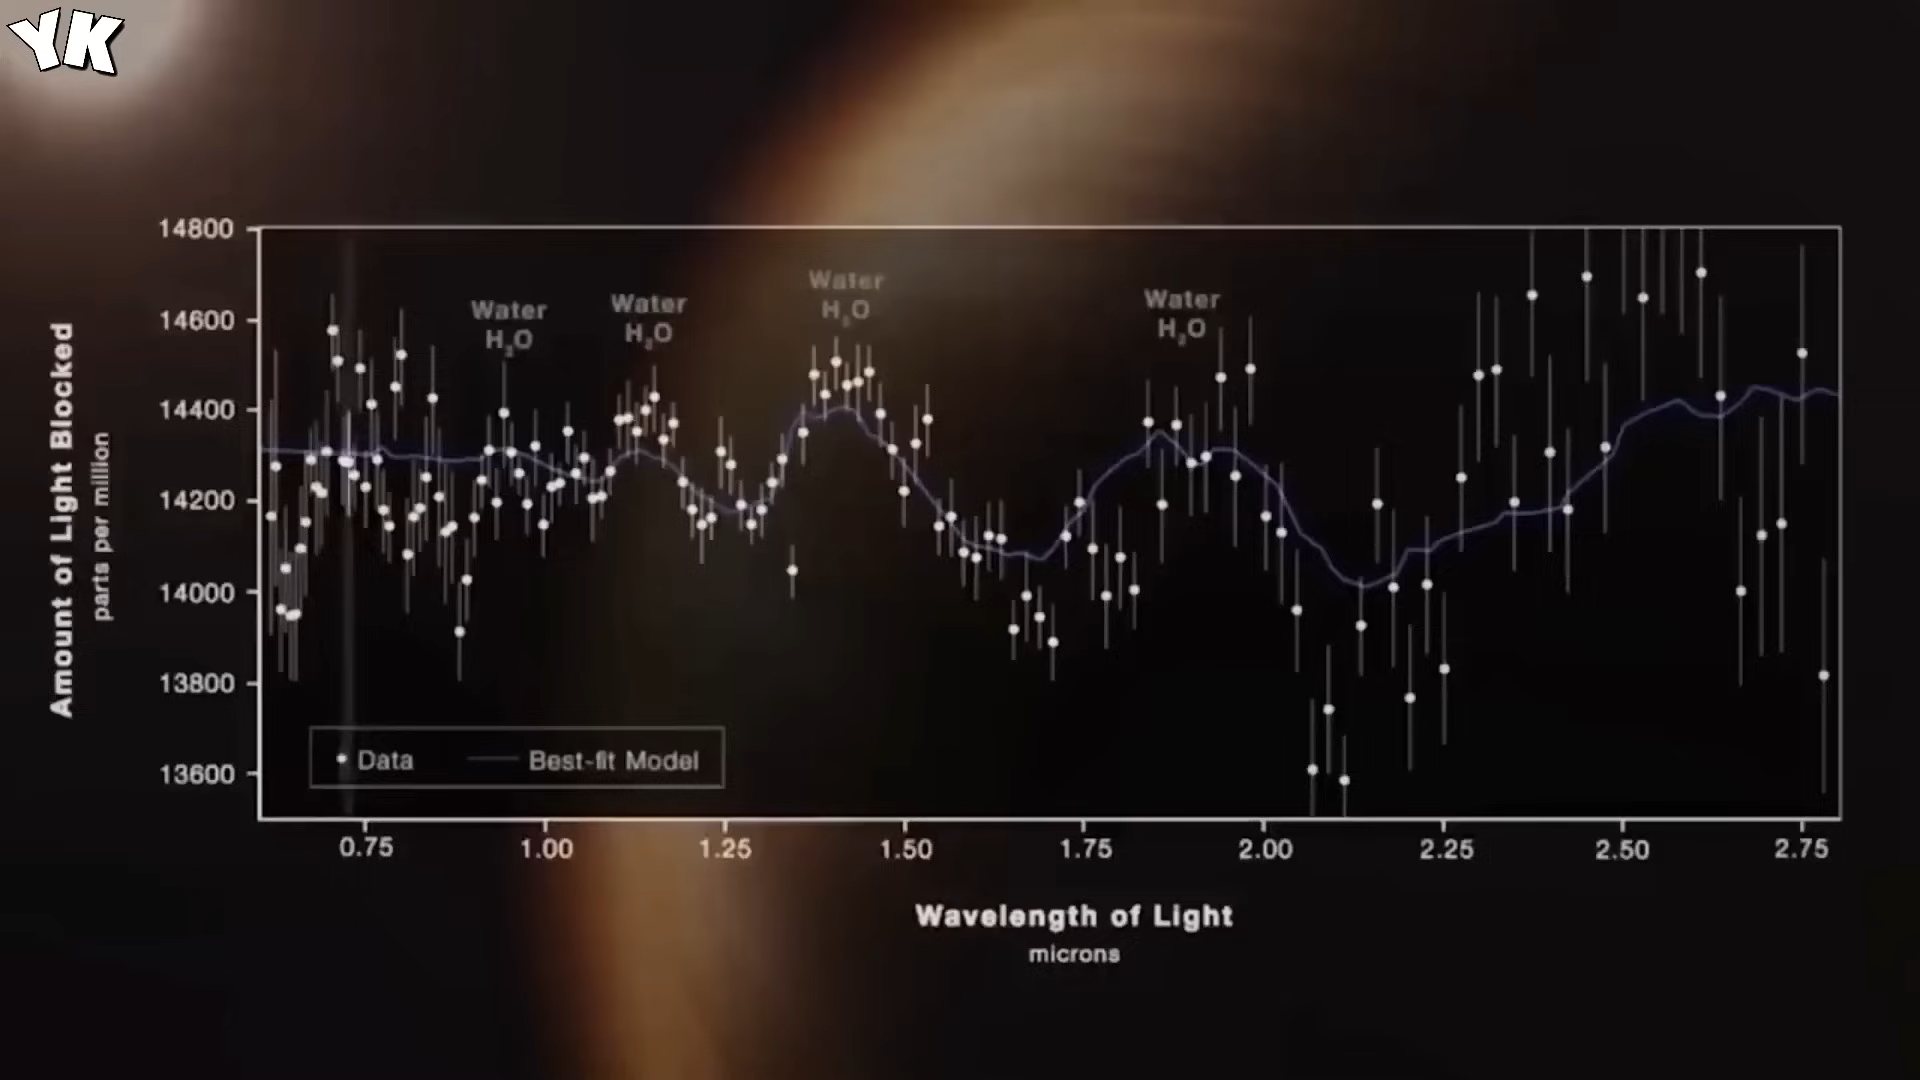 YK
Amount of Light Blocked
parts per million
14800
14600
14400
14200
14000
13800
13600
Water
H₂O
Water
H₂O
Water
H₂O
Water
H₂O
Data
Best-fit Model
0.75
1.00
1.25
1.50
1.75
2.00
2.25
2.50
2.75
Wavelength of Light
microns